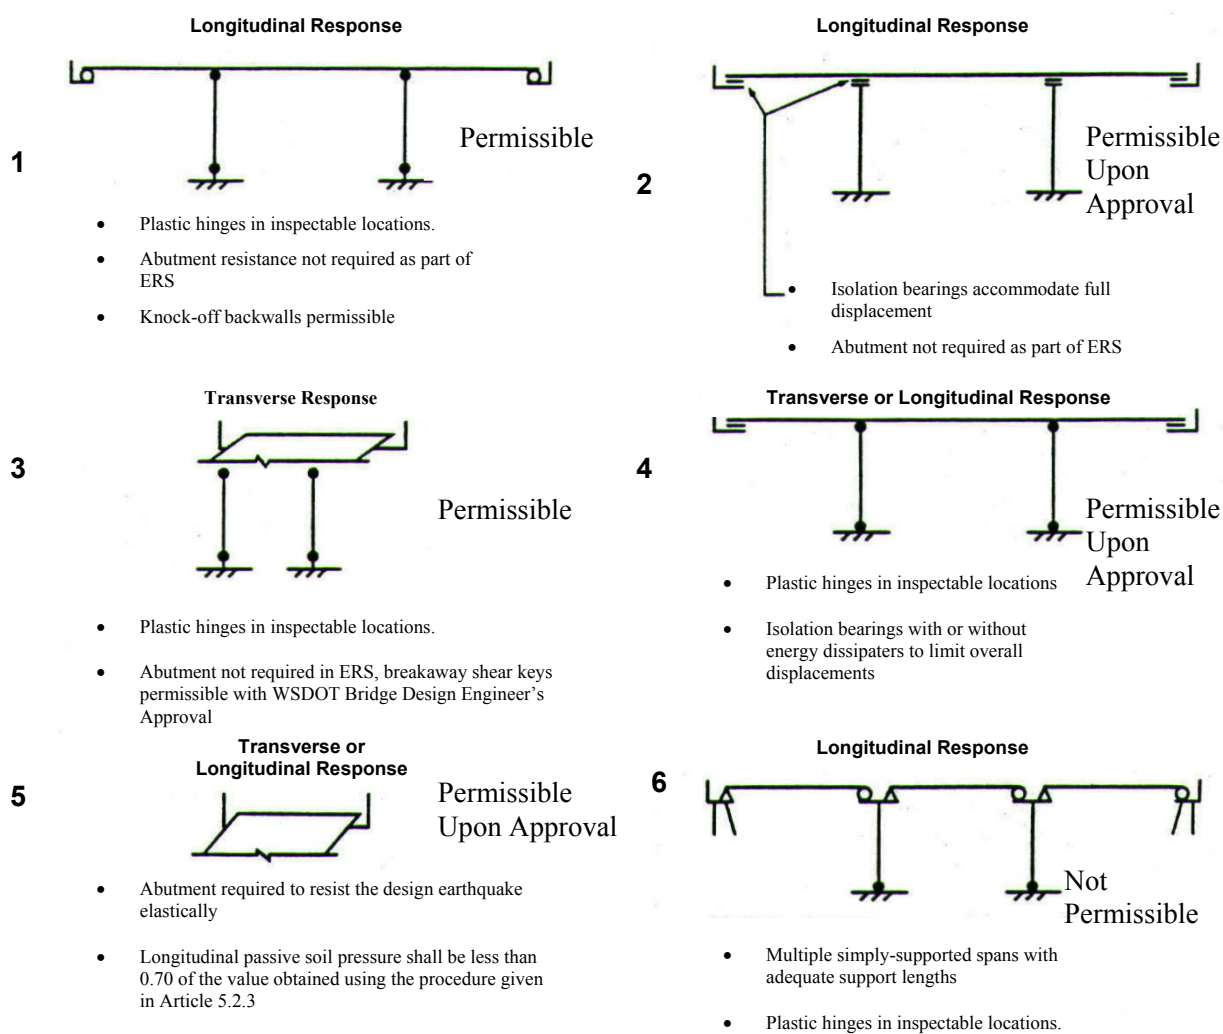 Longitudinal Response
1
Permissible
• Plastic hinges in inspectable locations.
• Abutment resistance not required as part of
ERS
• Knock-off backwalls permissible
Longitudinal Response
2
Permissible
Upon
Approval
• Isolation bearings accommodate full
displacement
• Abutment not required as part of ERS
Transverse Response
3
Permissible
• Plastic hinges in inspectable locations.
• Abutment not required in ERS, breakaway shear keys
permissible with WSDOT Bridge Design Engineer’s
Approval
Transverse or Longitudinal Response
4
Permissible
Upon
Approval
• Plastic hinges in inspectable locations
• Isolation bearings with or without
energy dissipaters to limit overall
displacements
Transverse or
Longitudinal Response
5
Permissible
Upon Approval
• Abutment required to resist the design earthquake
elastically
• Longitudinal passive soil pressure shall be less than
0.70 of the value obtained using the procedure given
in Article 5.2.3
Longitudinal Response
6
Not
Permissible
• Multiple simply-supported spans with
adequate support lengths
• Plastic hinges in inspectable locations.